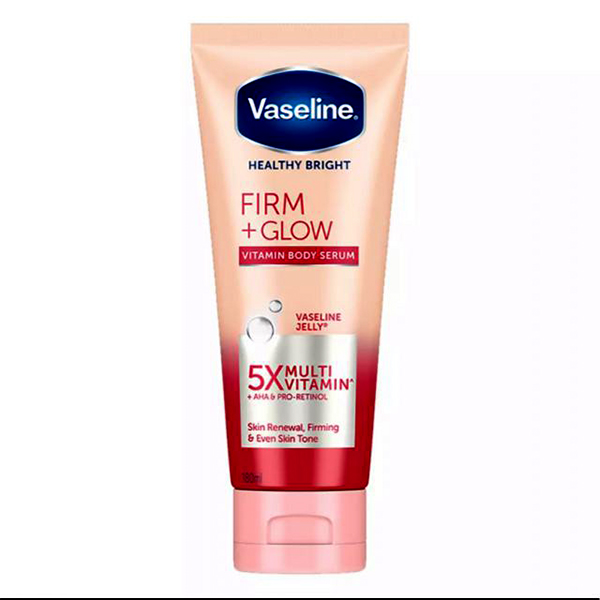 Vaseline®
HEALTHY BRIGHT
FIRM
+GLOW
VITAMIN BODY SERUM
VASELINE
JELLY®
5X MULTI
VITAMIN^
+ AHA & PRO-RETINOL
Skin Renewal, Firming
& Even Skin Tone
180ml